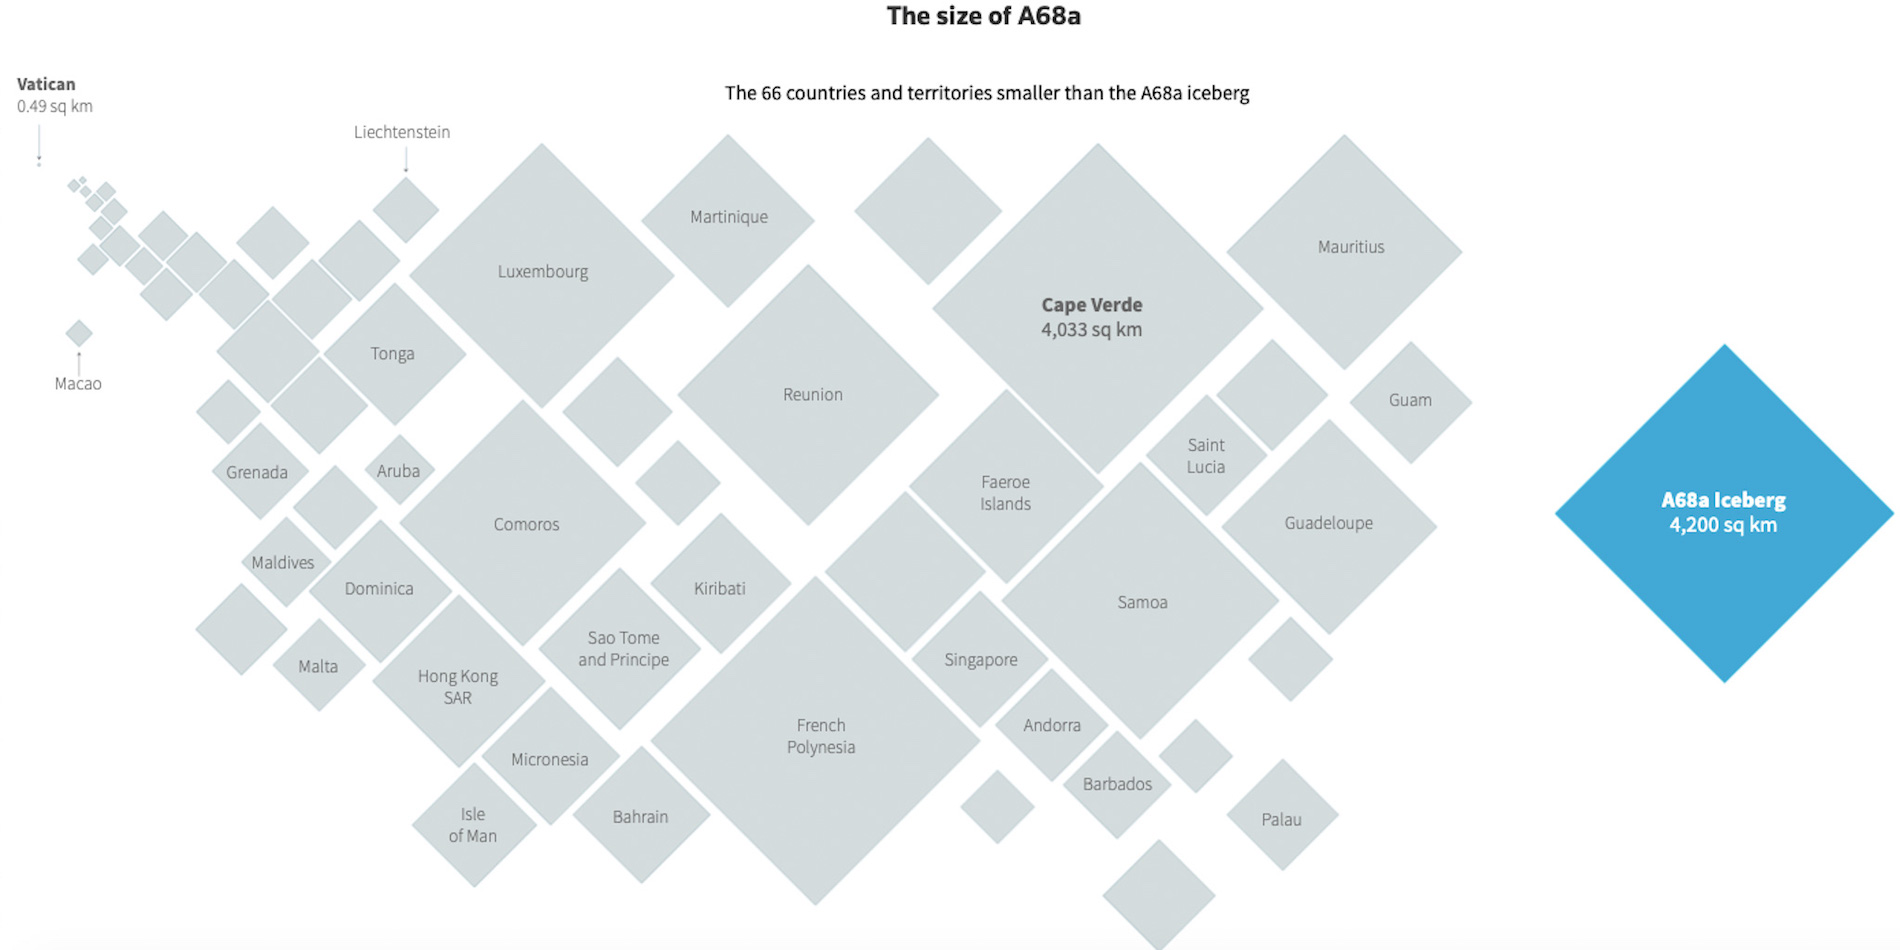 The size of A68a
The 66 countries and territories smaller than the A68a iceberg
Vatican
0.49 sq km
Liechtenstein
Martinique
Luxembourg
Mauritius
Cape Verde
4,033 sq km
Tonga
Macao
Reunion
Guam
Grenada
Aruba
Saint
Lucia
Faeroe
Islands
Comoros
Guadeloupe
A68a Iceberg
4,200 sq km
Maldives
Dominica
Kiribati
Samoa
Malta
Sao Tome
and Principe
Singapore
Hong Kong
SAR
French
Polynesia
Andorra
Micronesia
Barbados
Isle
of Man
Bahrain
Palau